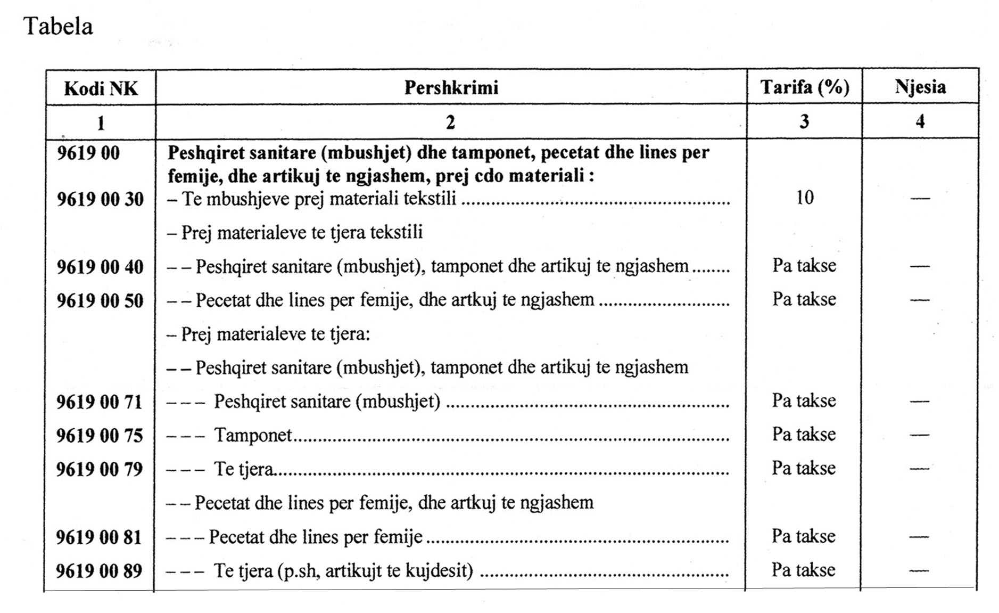 Tabela
Kodi NK Pershkrimi Tarifa (%) Njesia
1 2 3 4
9619 00 Peshqiret sanitare (mbushjet) dhe tamponet, pecetat dhe lines per
femije, dhe artikuj te ngjashem, prej cdo materiali :
9619 00 30 – Te mbushjeve prej materiali tekstili ........................................................ 10 —
– Prej materialeve te tjera tekstili
9619 00 40 – – Peshqiret sanitare (mbushjet), tamponet dhe artikuj te ngjashem ........ Pa takse —
9619 00 50 – – Pecetat dhe lines per femije, dhe artkuj te ngjashem ........................... Pa takse —
– Prej materialeve te tjera:
– – Peshqiret sanitare (mbushjet), tamponet dhe artikuj te ngjashem
9619 00 71 – – – Peshqiret sanitare (mbushjet) ........................................................... Pa takse —
9619 00 75 – – – Tamponet........................................................................................... Pa takse —
9619 00 79 – – – Te tjera............................................................................................... Pa takse —
– – Pecetat dhe lines per femije, dhe artkuj te ngjashem
9619 00 81 – – – Pecetat dhe lines per femije ............................................................... Pa takse —
9619 00 89 – – – Te tjera (p.sh, artikujt te kujdesit) .................................................... Pa takse —